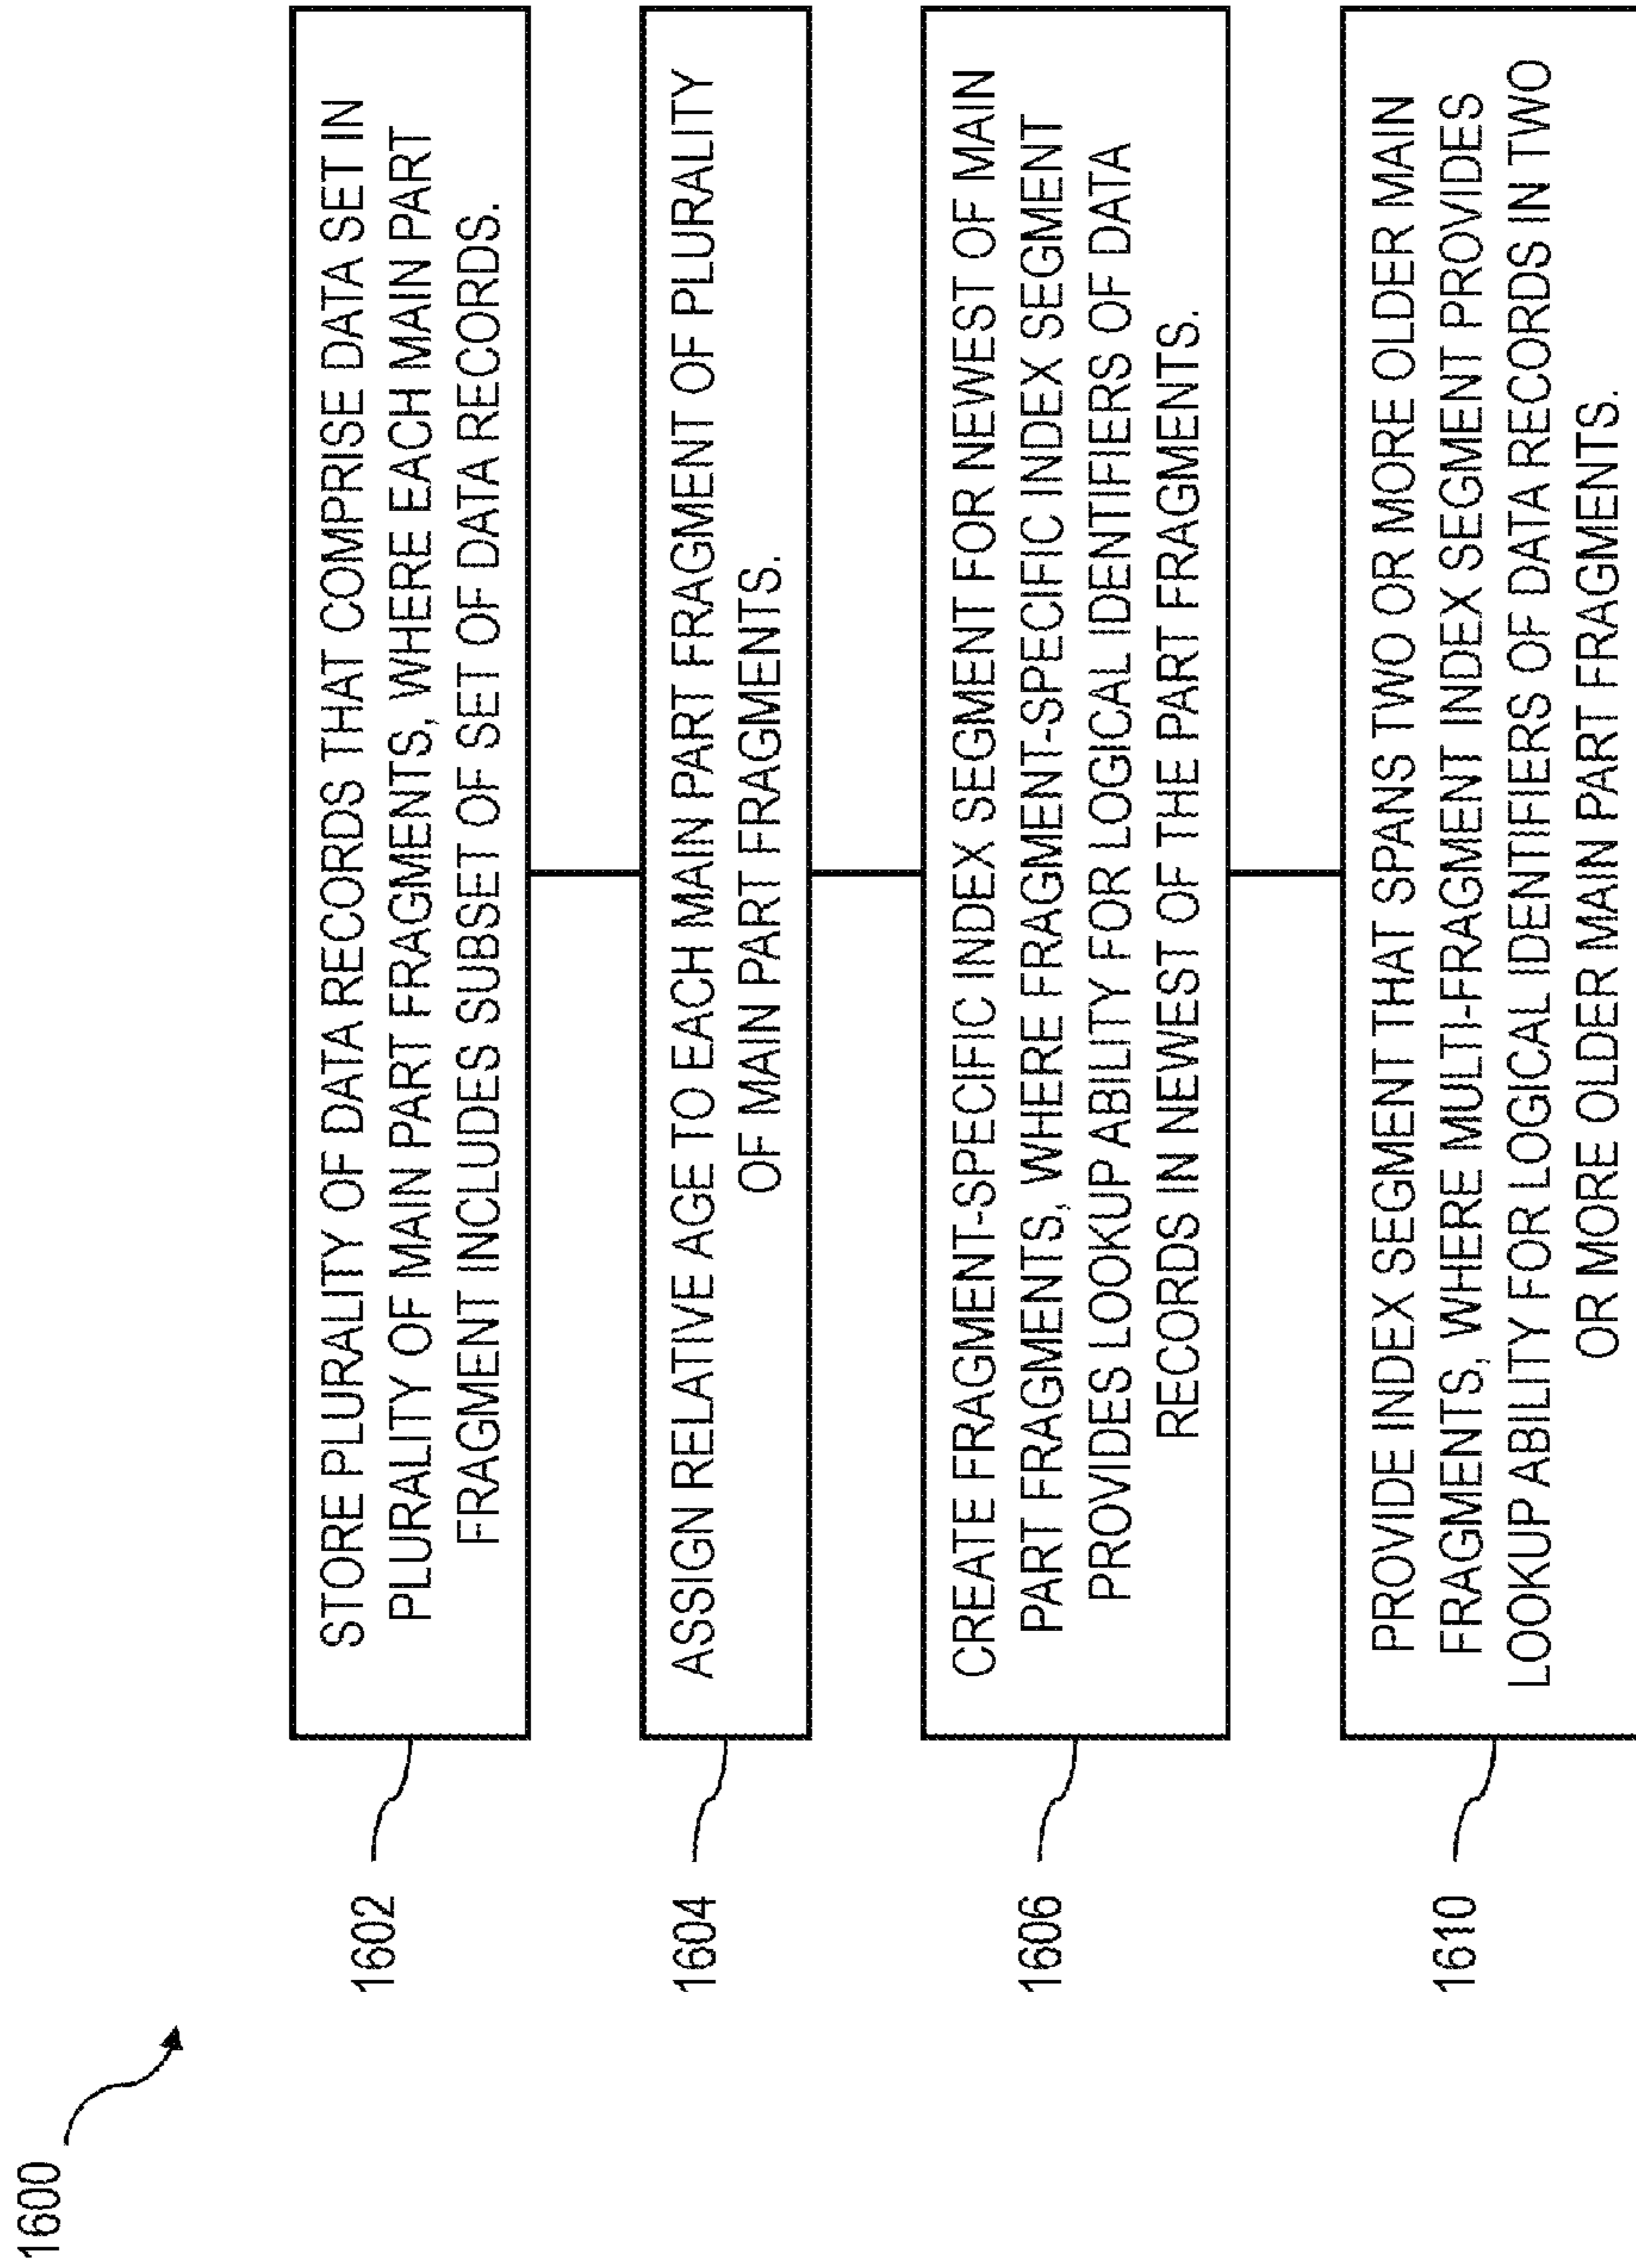 1600
1602
STORE PLURALITY OF DATA RECORDS THAT COMPRISE DATA SET IN
PLURALITY OF MAIN PART FRAGMENTS, WHERE EACH MAIN PART
FRAGMENT INCLUDES SUBSET OF SET OF DATA RECORDS.
1604
ASSIGN RELATIVE AGE TO EACH MAIN PART FRAGMENT OF PLURALITY
OF MAIN PART FRAGMENTS.
1606
CREATE FRAGMENT-SPECIFIC INDEX SEGMENT FOR NEWEST OF MAIN
PART FRAGMENTS, WHERE FRAGMENT-SPECIFIC INDEX SEGMENT
PROVIDES LOOKUP ABILITY FOR LOGICAL IDENTIFIERS OF DATA
RECORDS IN NEWEST OF THE PART FRAGMENTS.
1610
PROVIDE INDEX SEGMENT THAT SPANS TWO OR MORE OLDER MAIN
FRAGMENTS, WHERE MULTI-FRAGMENT INDEX SEGMENT PROVIDES
LOOKUP ABILITY FOR LOGICAL IDENTIFIERS OF DATA RECORDS IN TWO
OR MORE OLDER MAIN PART FRAGMENTS.